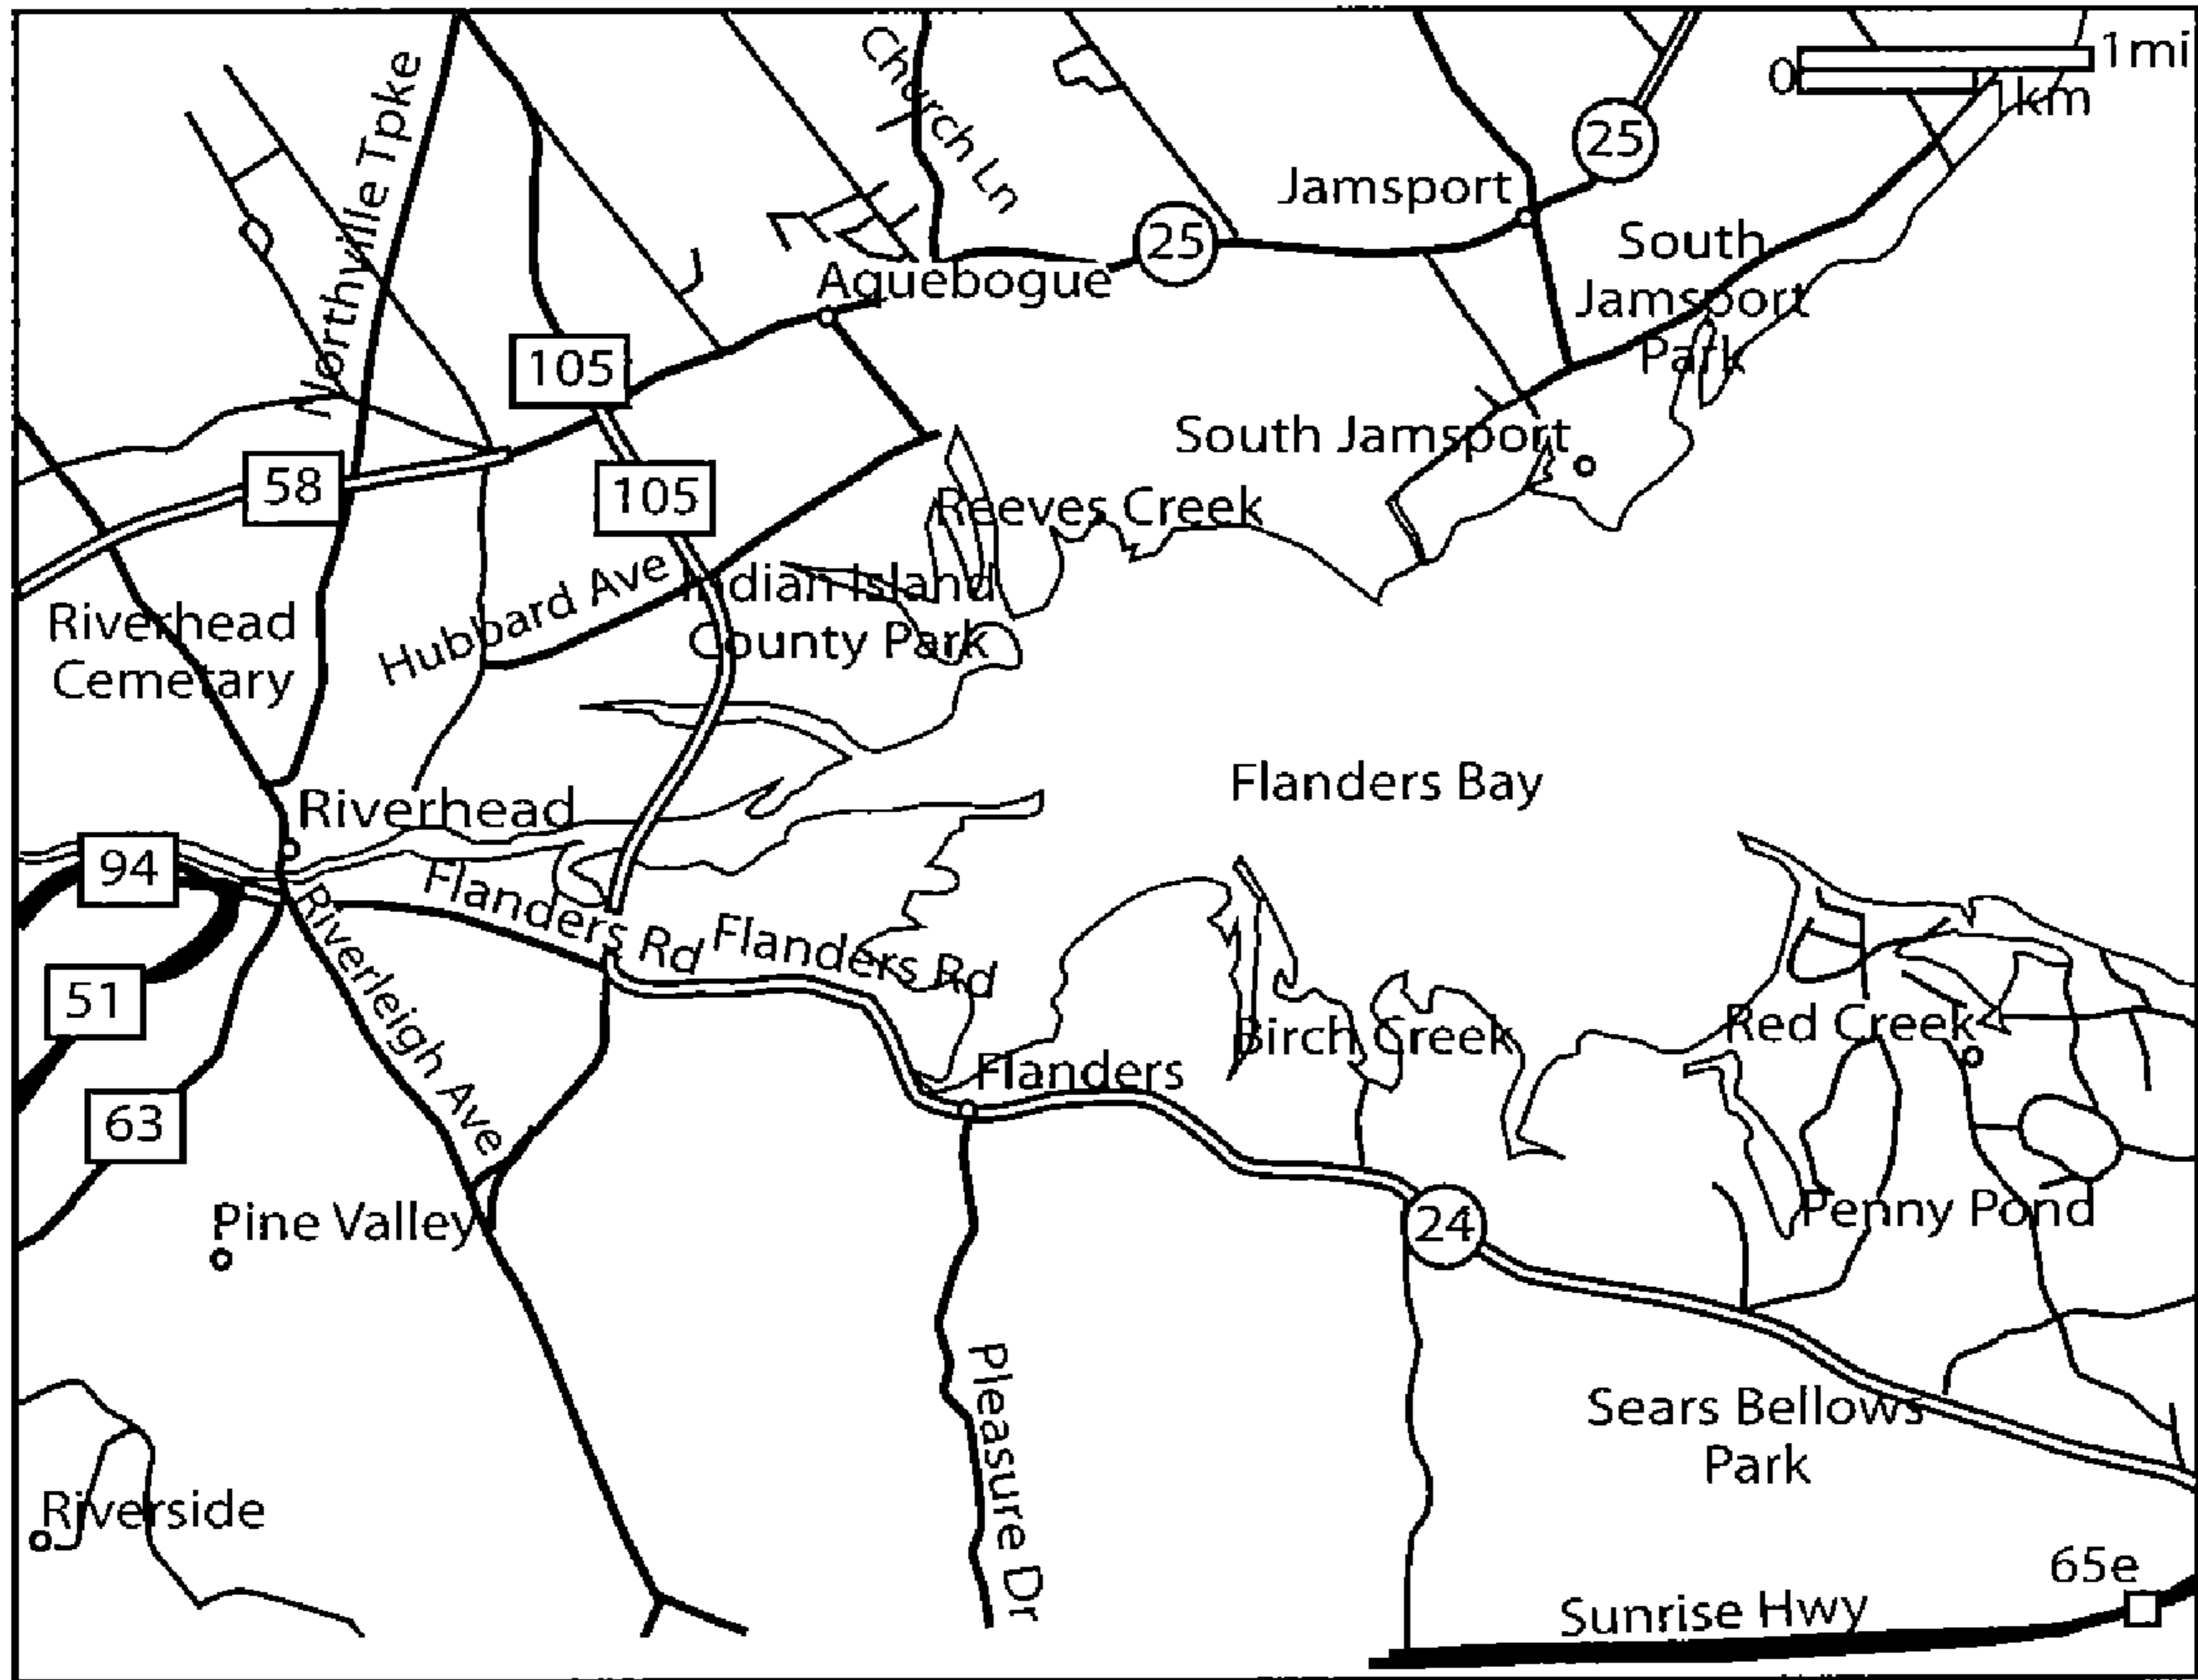 1mi
0
1km
Church Ln
Northville Tpke
25
Jamsport
25
South
Jamsport
Park
Aquebogue
105
South Jamsport
58
105
Reeves Creek
Hubbard Ave
Indian Island
County Park
Riverhead
Cemetary
Flanders Bay
Riverhead
94
Flanders Rd
Flanders Rd
Riverleigh Ave
51
Birch Creek
Red Creek
Flanders
63
Pine Valley
24
Penny Pond
Pleasure Dr
Sears Bellows
Park
Riverside
65e
Sunrise Hwy